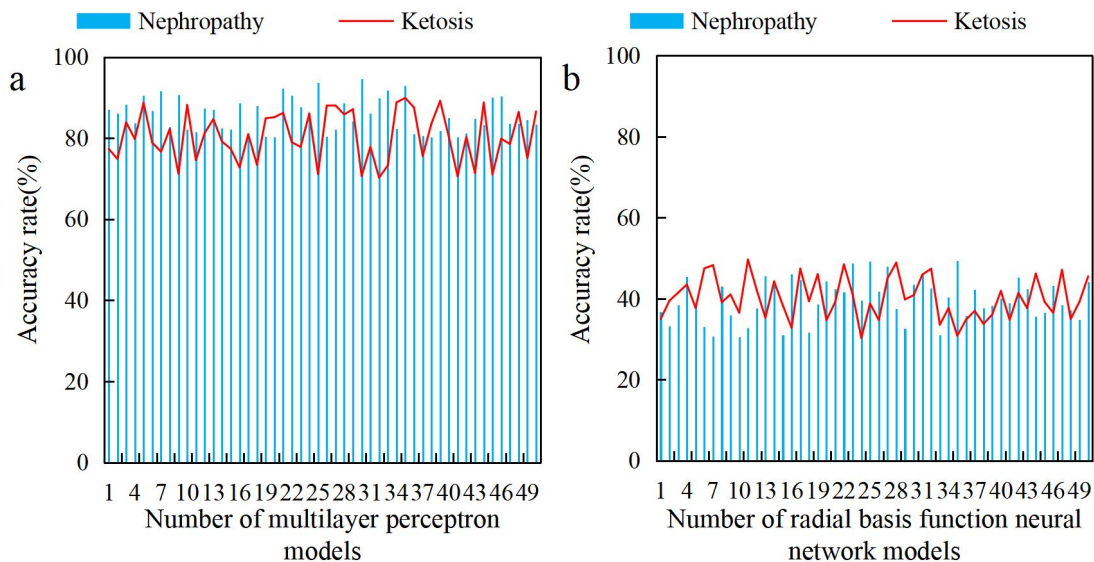 Nephropathy Ketosis
a
Accuracy rate(%)
100
80
60
40
20
0
1 4 7 10 13 16 19 22 25 28 31 34 37 40 43 46 49
Number of multilayer perceptron
models
Nephropathy Ketosis
b
Accuracy rate(%)
100
80
60
40
20
0
1 4 7 10 13 16 19 22 25 28 31 34 37 40 43 46 49
Number of radial basis function neural
network models